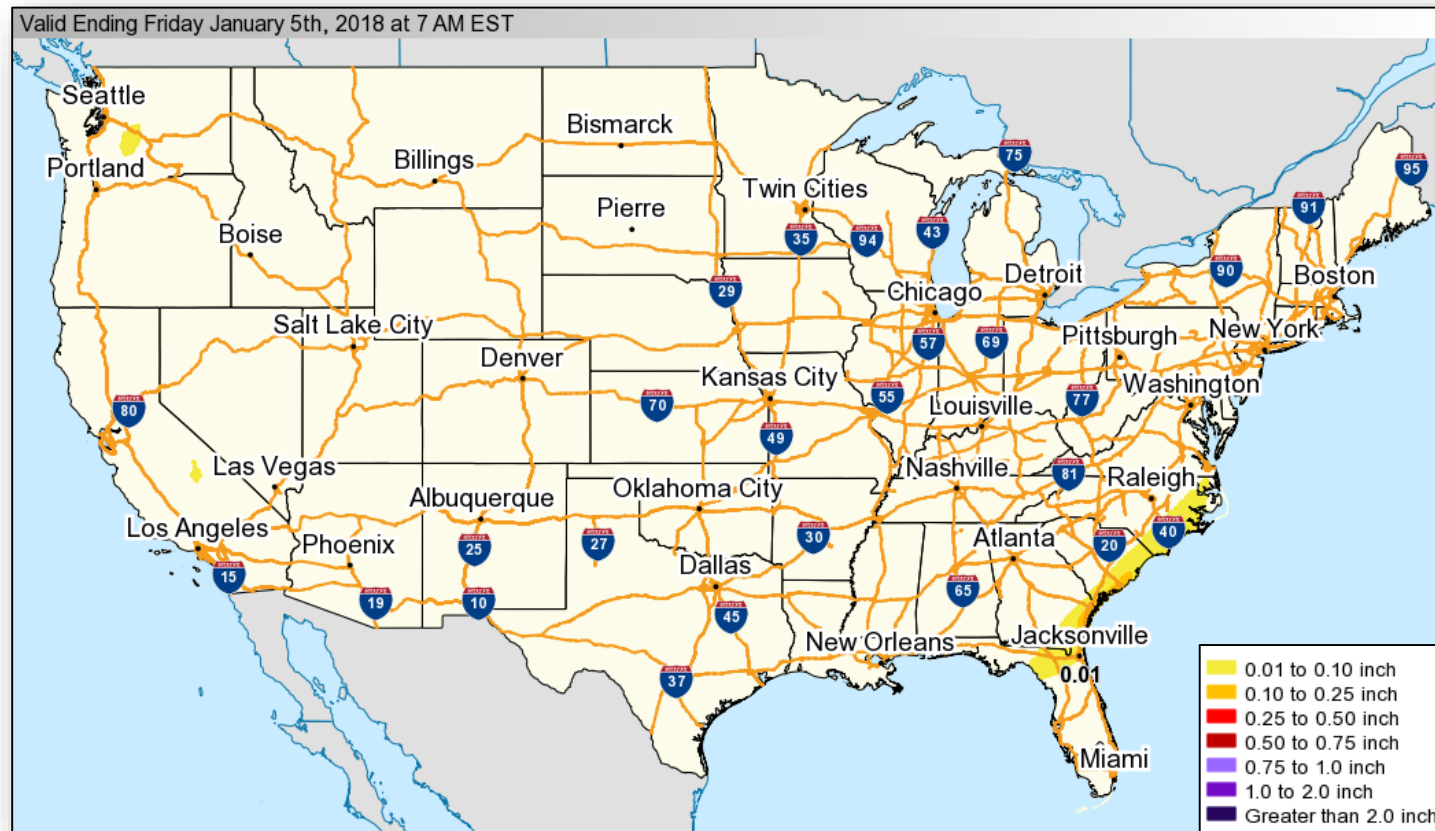 Valid Ending Friday January 5th, 2018 at 7 AM EST
Seattle
Portland
Bismarck
Billings
75
95
Twin Cities
Pierre
91
Boise
35
94
43
90
Detroit
Boston
29
Chicago
Salt Lake City
Pittsburgh
New York
57
69
Denver
Kansas City
Washington
80
70
55
Louisville
77
49
Las Vegas
Nashville
81
Raleigh
Albuquerque
Oklahoma City
Los Angeles
Phoenix
25
27
30
Atlanta
20
40
15
Dallas
19
10
45
65
New Orleans
Jacksonville
0.01
37
Miami
0.01 to 0.10 inch
0.10 to 0.25 inch
0.25 to 0.50 inch
0.50 to 0.75 inch
0.75 to 1.0 inch
1.0 to 2.0 inch
Greater than 2.0 inch